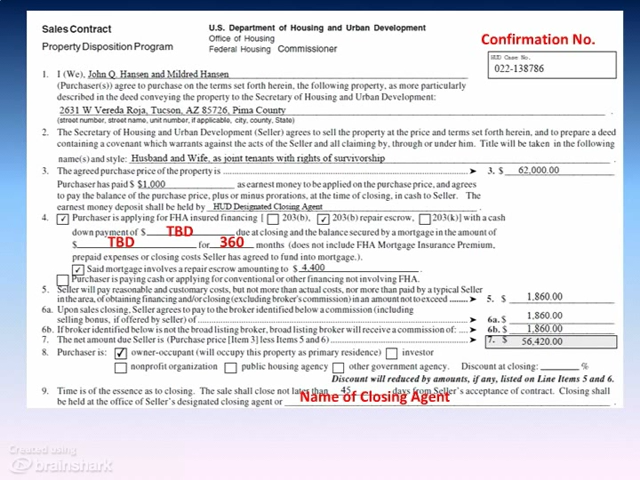 Sales Contract
Property Disposition Program
U.S. Department of Housing and Urban Development
Office of Housing
Federal Housing Commissioner
Confirmation No.
HUD Case No.
022-138786
1. I (We), John Q. Hansen and Mildred Hansen
(Purchaser(s)) agree to purchase on the terms set forth herein, the following property, as more particularly
described in the deed conveying the property to the Secretary of Housing and Urban Development:
2631 W Vereda Roja, Tucson, AZ 85726, Pima County
(street number, street name, unit number, if applicable, city, county, State)
2. The Secretary of Housing and Urban Development (Seller) agrees to sell the property at the price and terms set forth herein, and to prepare a deed
containing a covenant which warrants against the acts of the Seller and all claiming by, through or under him. Title will be taken in the following
name(s) and style: Husband and Wife, as joint tenants with rights of survivorship
3. The agreed purchase price of the property is 3. $ 62,000.00
Purchaser has paid $ 1,000 as earnest money to be applied on the purchase price, and agrees
to pay the balance of the purchase price, plus or minus prorations, at the time of closing, in cash to Seller. The
earnest money deposit shall be held by HUD Designated Closing Agent
4. Purchaser is applying for FHA insured financing [ 203(b), 203(b) repair escrow, 203(k)] with a cash
down payment of $ TBD due at closing and the balance secured by a mortgage in the amount of
$ TBD for 360 months (does not include FHA Mortgage Insurance Premium,
prepaid expenses or closing costs Seller has agreed to fund into mortgage.).
Said mortgage involves a repair escrow amounting to $ 4,400
Purchaser is paying cash or applying for conventional or other financing not involving FHA.
5. Seller will pay reasonable and customary costs, but not more than actual costs, nor more than paid by a typical Seller
in the area, of obtaining financing and/or closing (excluding broker's commission) in an amount not to exceed 5. $ 1,860.00
6a. Upon sales closing, Seller agrees to pay to the broker identified below a commission (including
selling bonus, if offered by seller) of 6a. $ 1,860.00
6b. If broker identified below is not the broad listing broker, broad listing broker will receive a commission of: 6b. $ 1,860.00
7. The net amount due Seller is (Purchase price [Item 3] less Items 5 and 6) 7. $ 56,420.00
8. Purchaser is: owner-occupant (will occupy this property as primary residence) investor
nonprofit organization public housing agency other government agency. Discount at closing: %
Discount will reduced by amounts, if any, listed on Line Items 5 and 6.
9. Time is of the essence as to closing. The sale shall close not later than 45 days from Seller's acceptance of contract. Closing shall
be held at the office of Seller's designated closing agent or Name of Closing Agent
Created using
brainshark